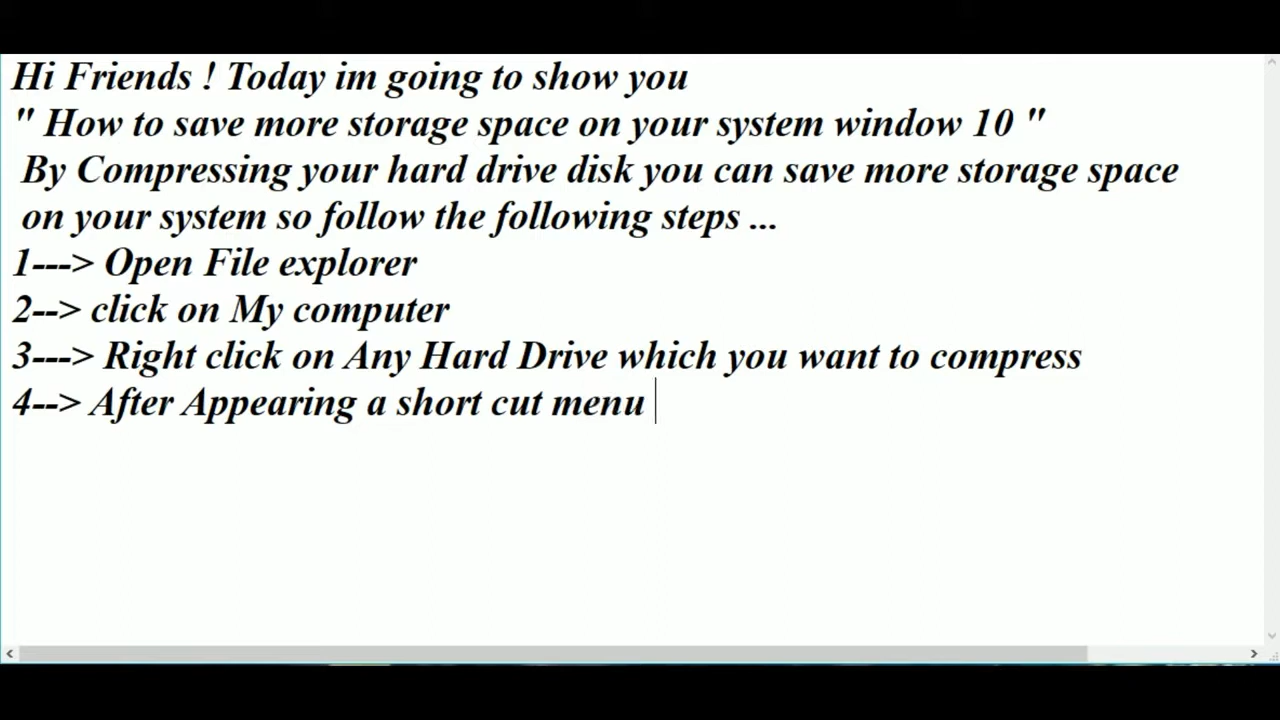 Hi Friends ! Today im going to show you
" How to save more storage space on your system window 10 "
By Compressing your hard drive disk you can save more storage space
on your system so follow the following steps ...
1---> Open File explorer
2--> click on My computer
3---> Right click on Any Hard Drive which you want to compress
4--> After Appearing a short cut menu